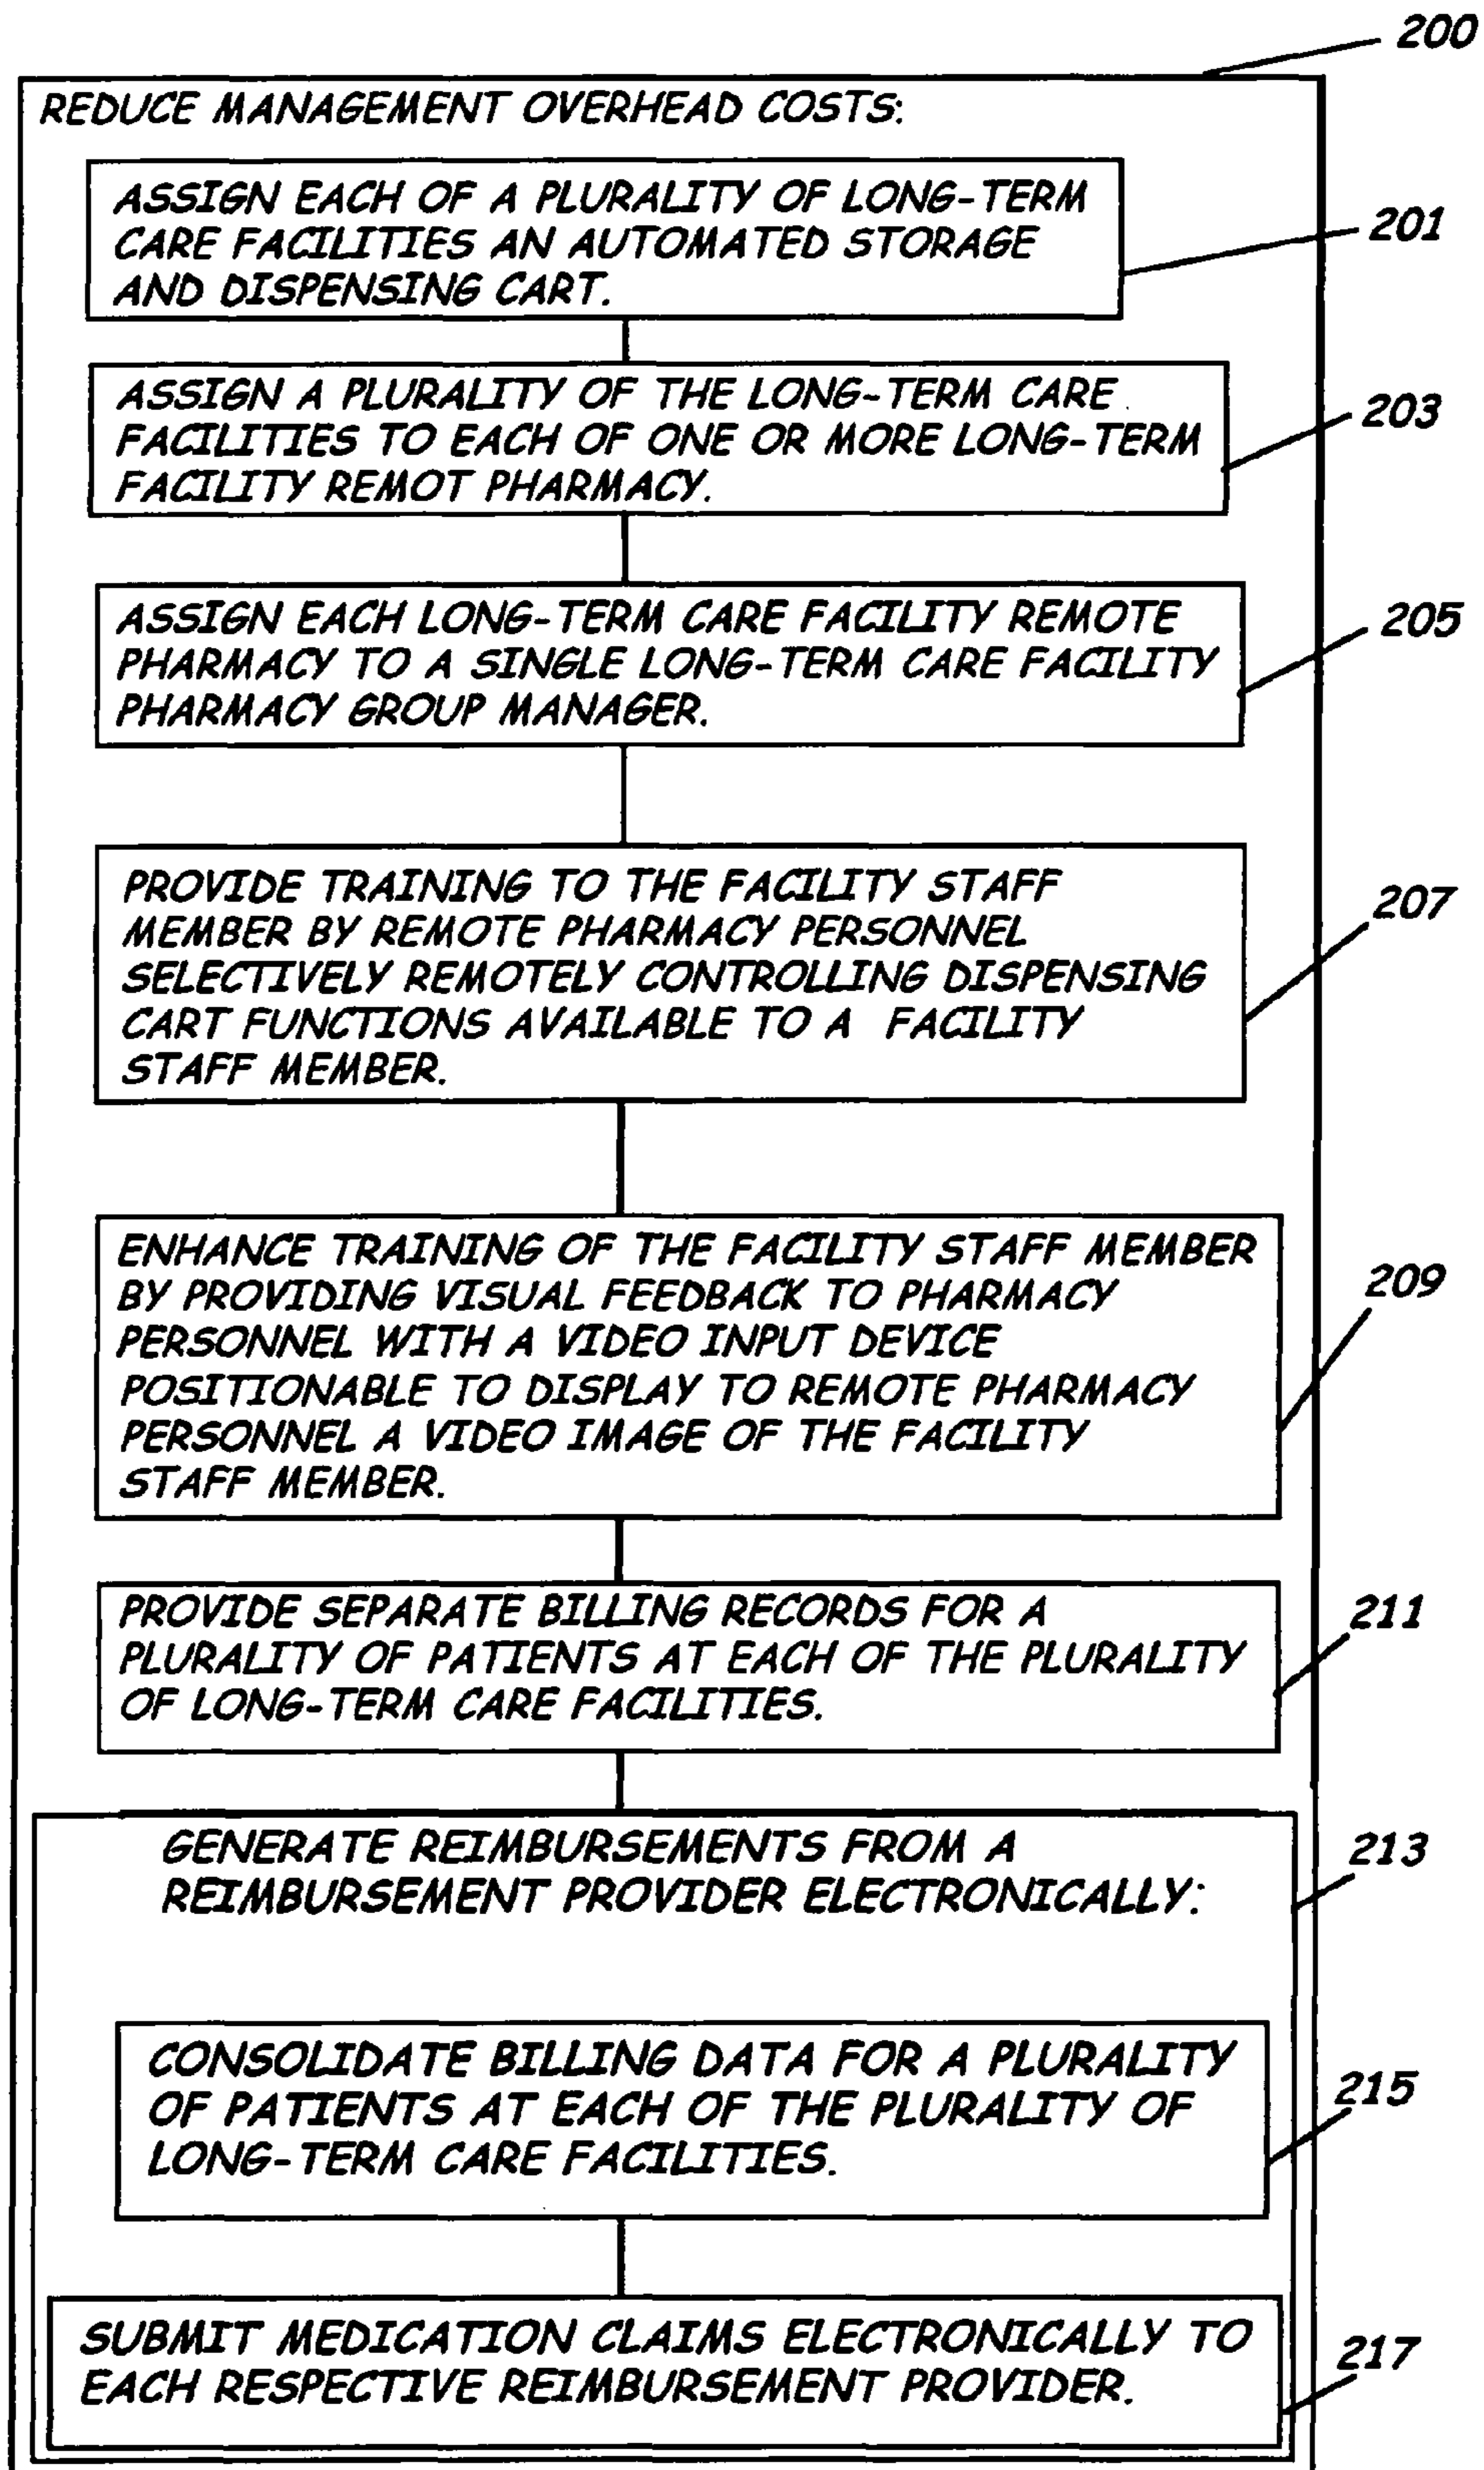 200
REDUCE MANAGEMENT OVERHEAD COSTS:
ASSIGN EACH OF A PLURALITY OF LONG-TERM
CARE FACILITIES AN AUTOMATED STORAGE
AND DISPENSING CART.
201
ASSIGN A PLURALITY OF THE LONG-TERM CARE
FACILITIES TO EACH OF ONE OR MORE LONG-TERM
FACILITY REMOT PHARMACY.
203
ASSIGN EACH LONG-TERM CARE FACILITY REMOTE
PHARMACY TO A SINGLE LONG-TERM CARE FACILITY
PHARMACY GROUP MANAGER.
205
PROVIDE TRAINING TO THE FACILITY STAFF
MEMBER BY REMOTE PHARMACY PERSONNEL
SELECTIVELY REMOTELY CONTROLLING DISPENSING
CART FUNCTIONS AVAILABLE TO A FACILITY
STAFF MEMBER.
207
ENHANCE TRAINING OF THE FACILITY STAFF MEMBER
BY PROVIDING VISUAL FEEDBACK TO PHARMACY
PERSONNEL WITH A VIDEO INPUT DEVICE
POSITIONABLE TO DISPLAY TO REMOTE PHARMACY
PERSONNEL A VIDEO IMAGE OF THE FACILITY
STAFF MEMBER.
209
PROVIDE SEPARATE BILLING RECORDS FOR A
PLURALITY OF PATIENTS AT EACH OF THE PLURALITY
OF LONG-TERM CARE FACILITIES.
211
GENERATE REIMBURSEMENTS FROM A
REIMBURSEMENT PROVIDER ELECTRONICALLY:
213
CONSOLIDATE BILLING DATA FOR A PLURALITY
OF PATIENTS AT EACH OF THE PLURALITY OF
LONG-TERM CARE FACILITIES.
215
SUBMIT MEDICATION CLAIMS ELECTRONICALLY TO
EACH RESPECTIVE REIMBURSEMENT PROVIDER.
217